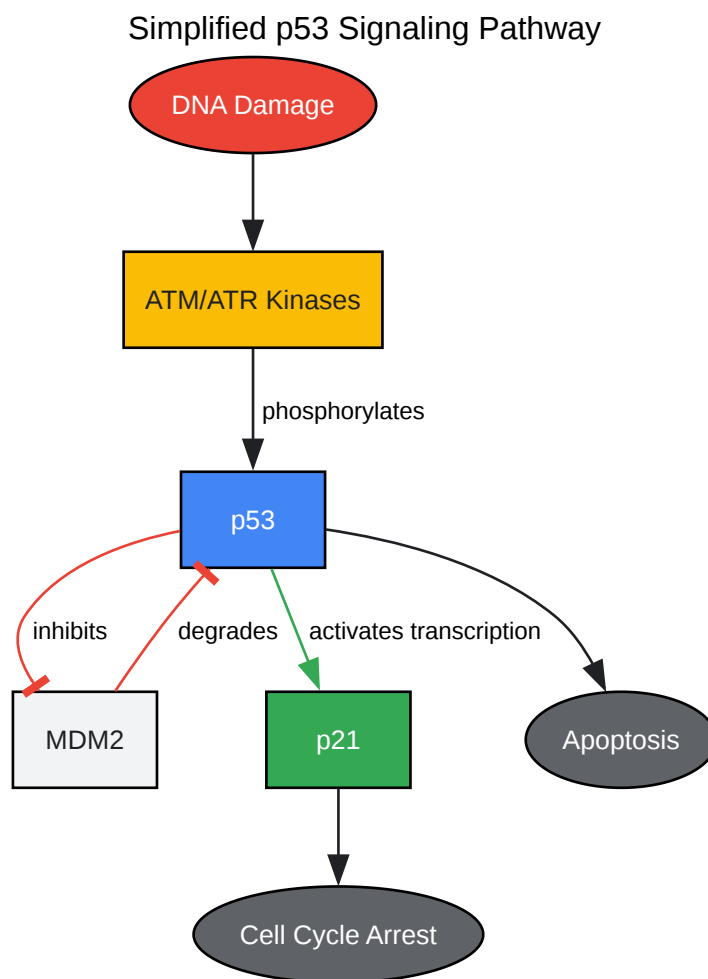 Simplified p53 Signaling Pathway
DNA Damage
ATM/ATR Kinases
phosphorylates
p53
inhibits
degrades
activates transcription
MDM2
p21
Apoptosis
Cell Cycle Arrest